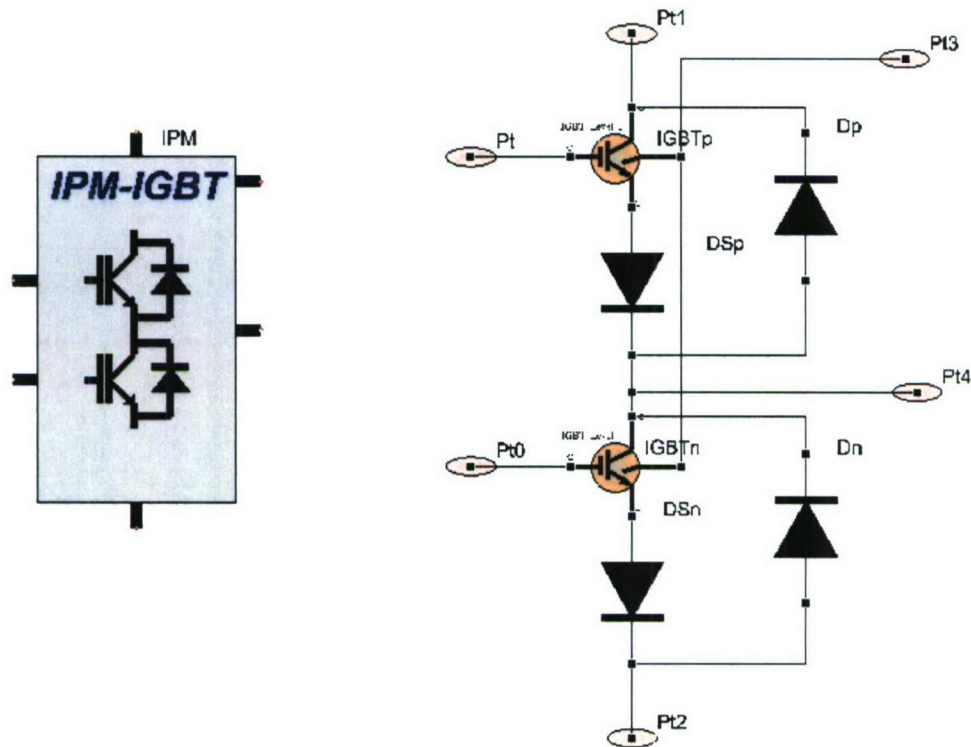 IPM
IPM-IGBT
Pt1
Pt3
Pt
IGBTp
Dp
DSp
Pt4
Pt0
IGBTn
Dn
DSn
Pt2